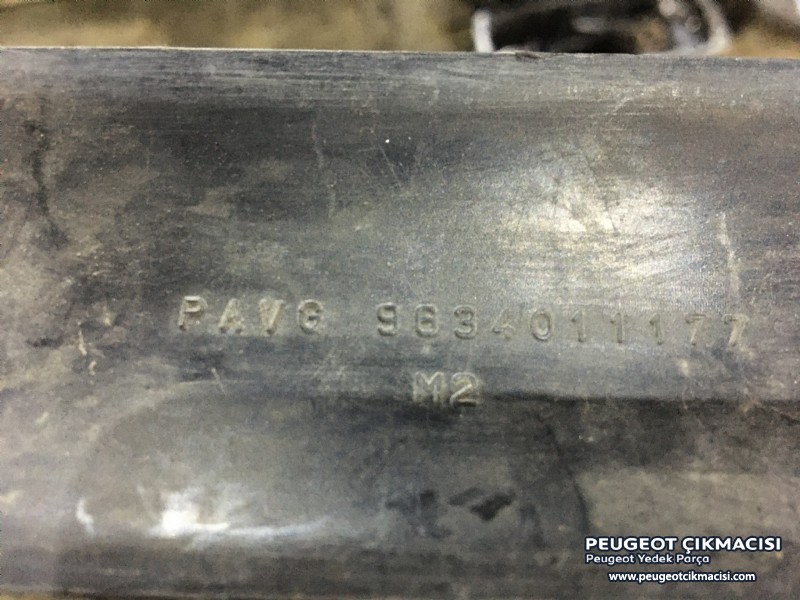 PAVG 9634011177
M2
PEUGEOT ÇIKMACISI
Peugeot Yedek Parça
www.peugeotcikmacisi.com